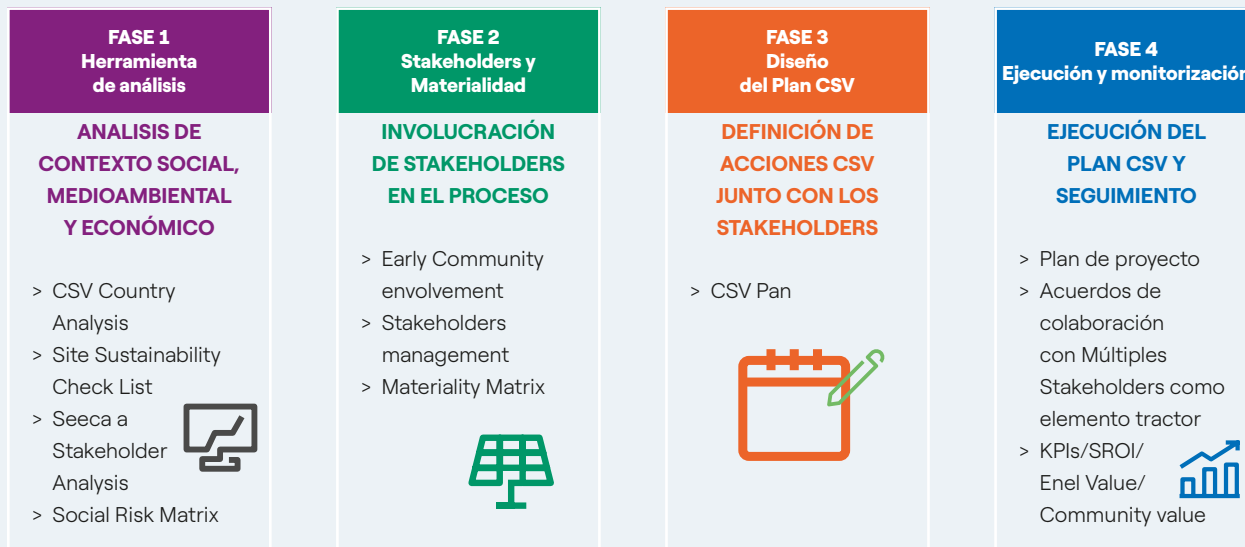 FASE 1
Herramienta
de análisis
ANALISIS DE
CONTEXTO SOCIAL,
MEDIOAMBIENTAL
Y ECONÓMICO
> CSV Country
Analysis
> Site Sustainability
Check List
> Seeca a
Stakeholder
Analysis
> Social Risk Matrix
FASE 2
Stakeholders y
Materialidad
INVOLUCRACIÓN
DE STAKEHOLDERS
EN EL PROCESO
> Early Community
envolvement
> Stakeholders
management
> Materiality Matrix
FASE 3
Diseño
del Plan CSV
DEFINICIÓN DE
ACCIONES CSV
JUNTO CON LOS
STAKEHOLDERS
> CSV Pan
FASE 4
Ejecución y monitorización
EJECUCIÓN DEL
PLAN CSV Y
SEGUIMIENTO
> Plan de proyecto
> Acuerdos de
colaboración
con Múltiples
Stakeholders como
elemento tractor
> KPIs/SROI/
Enel Value/
Community value